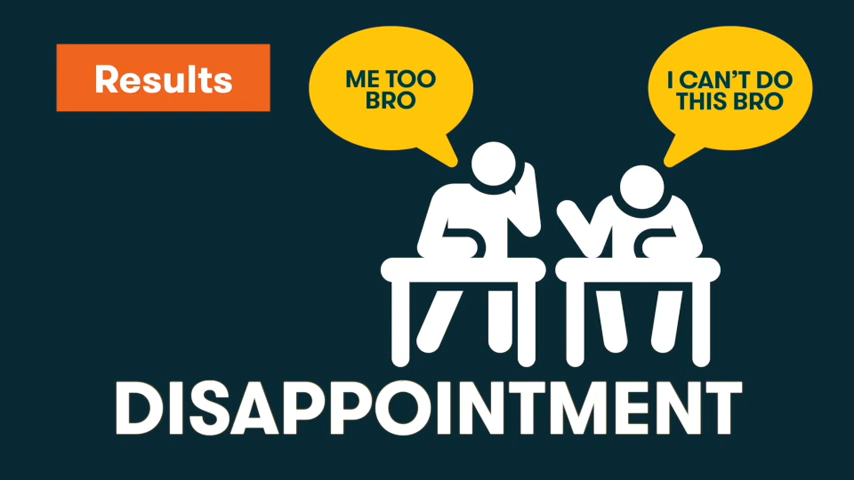 Results
ME TOO
BRO
I CAN'T DO
THIS BRO
DISAPPOINTMENT